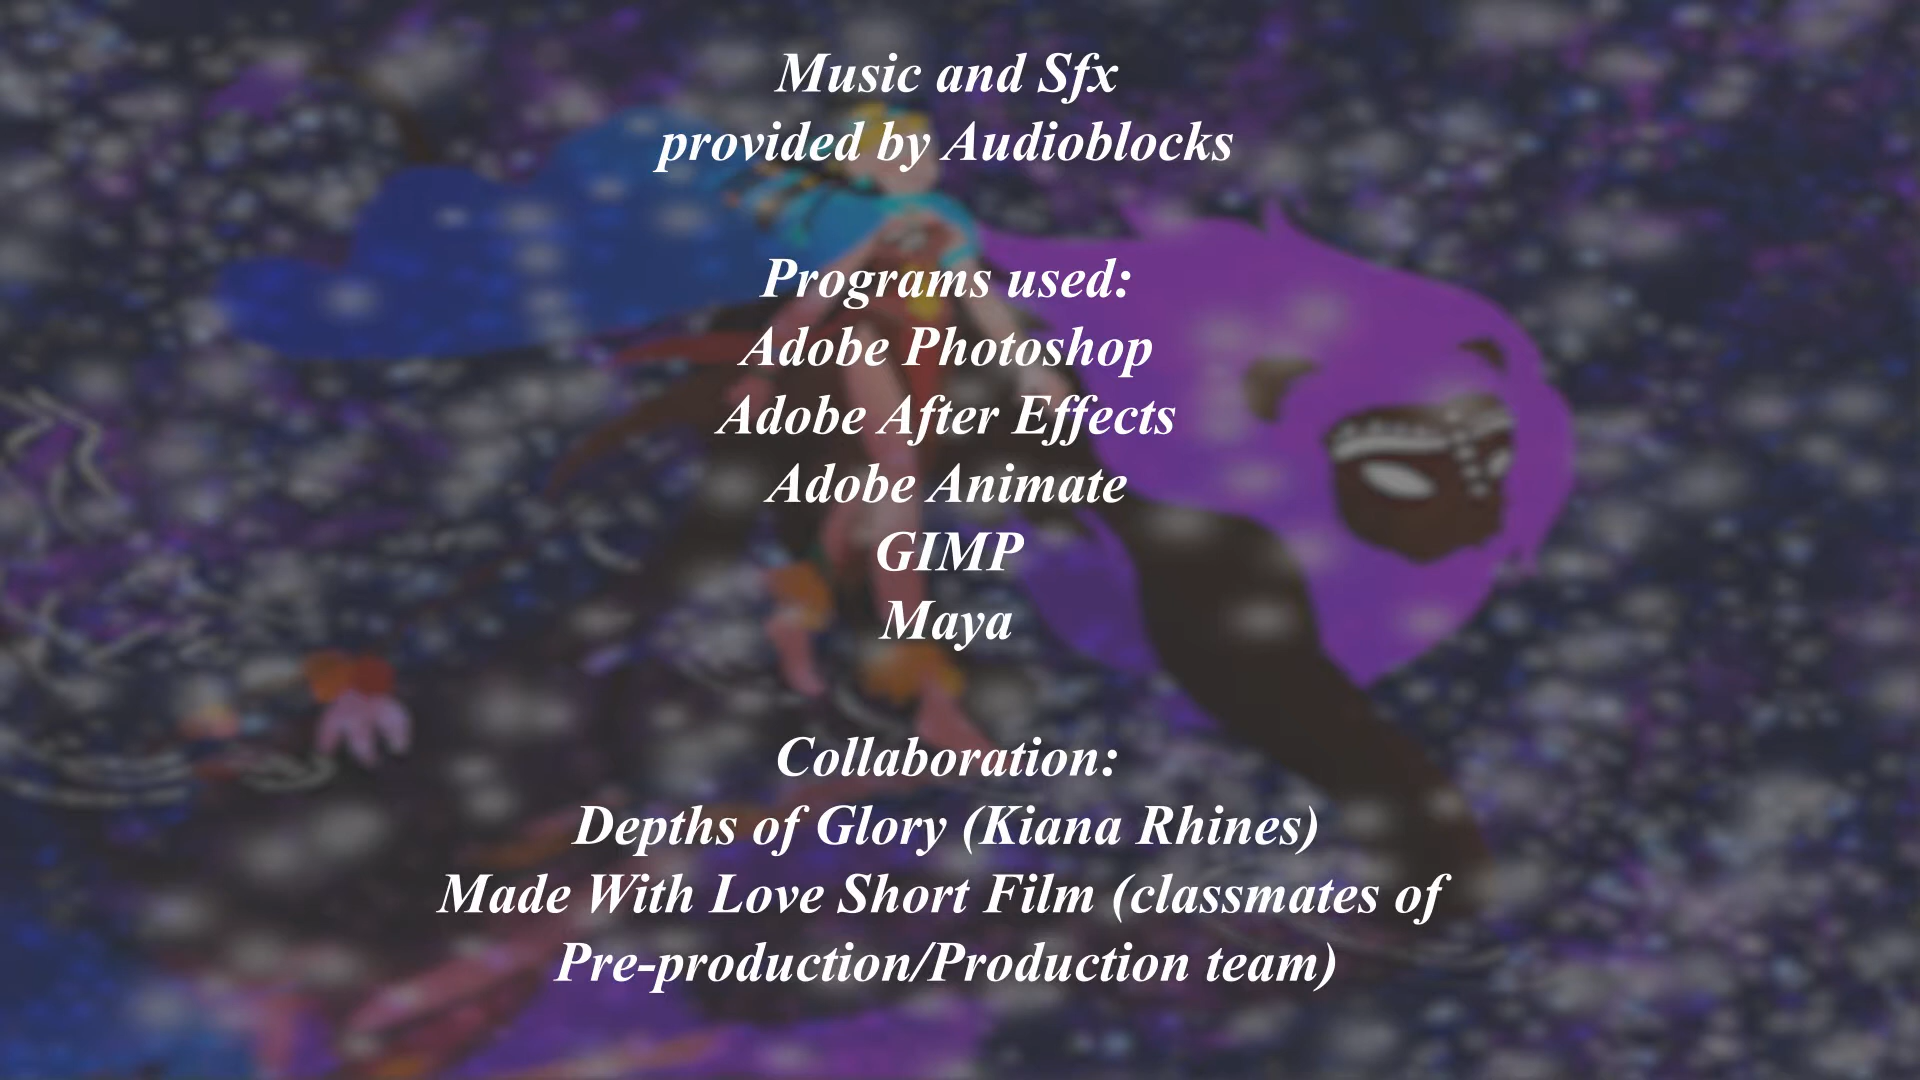 Music and Sfx
provided by Audioblocks
Programs used:
Adobe Photoshop
Adobe After Effects
Adobe Animate
GIMP
Maya
Collaboration:
Depths of Glory (Kiana Rhines)
Made With Love Short Film (classmates of
Pre-production/Production team)